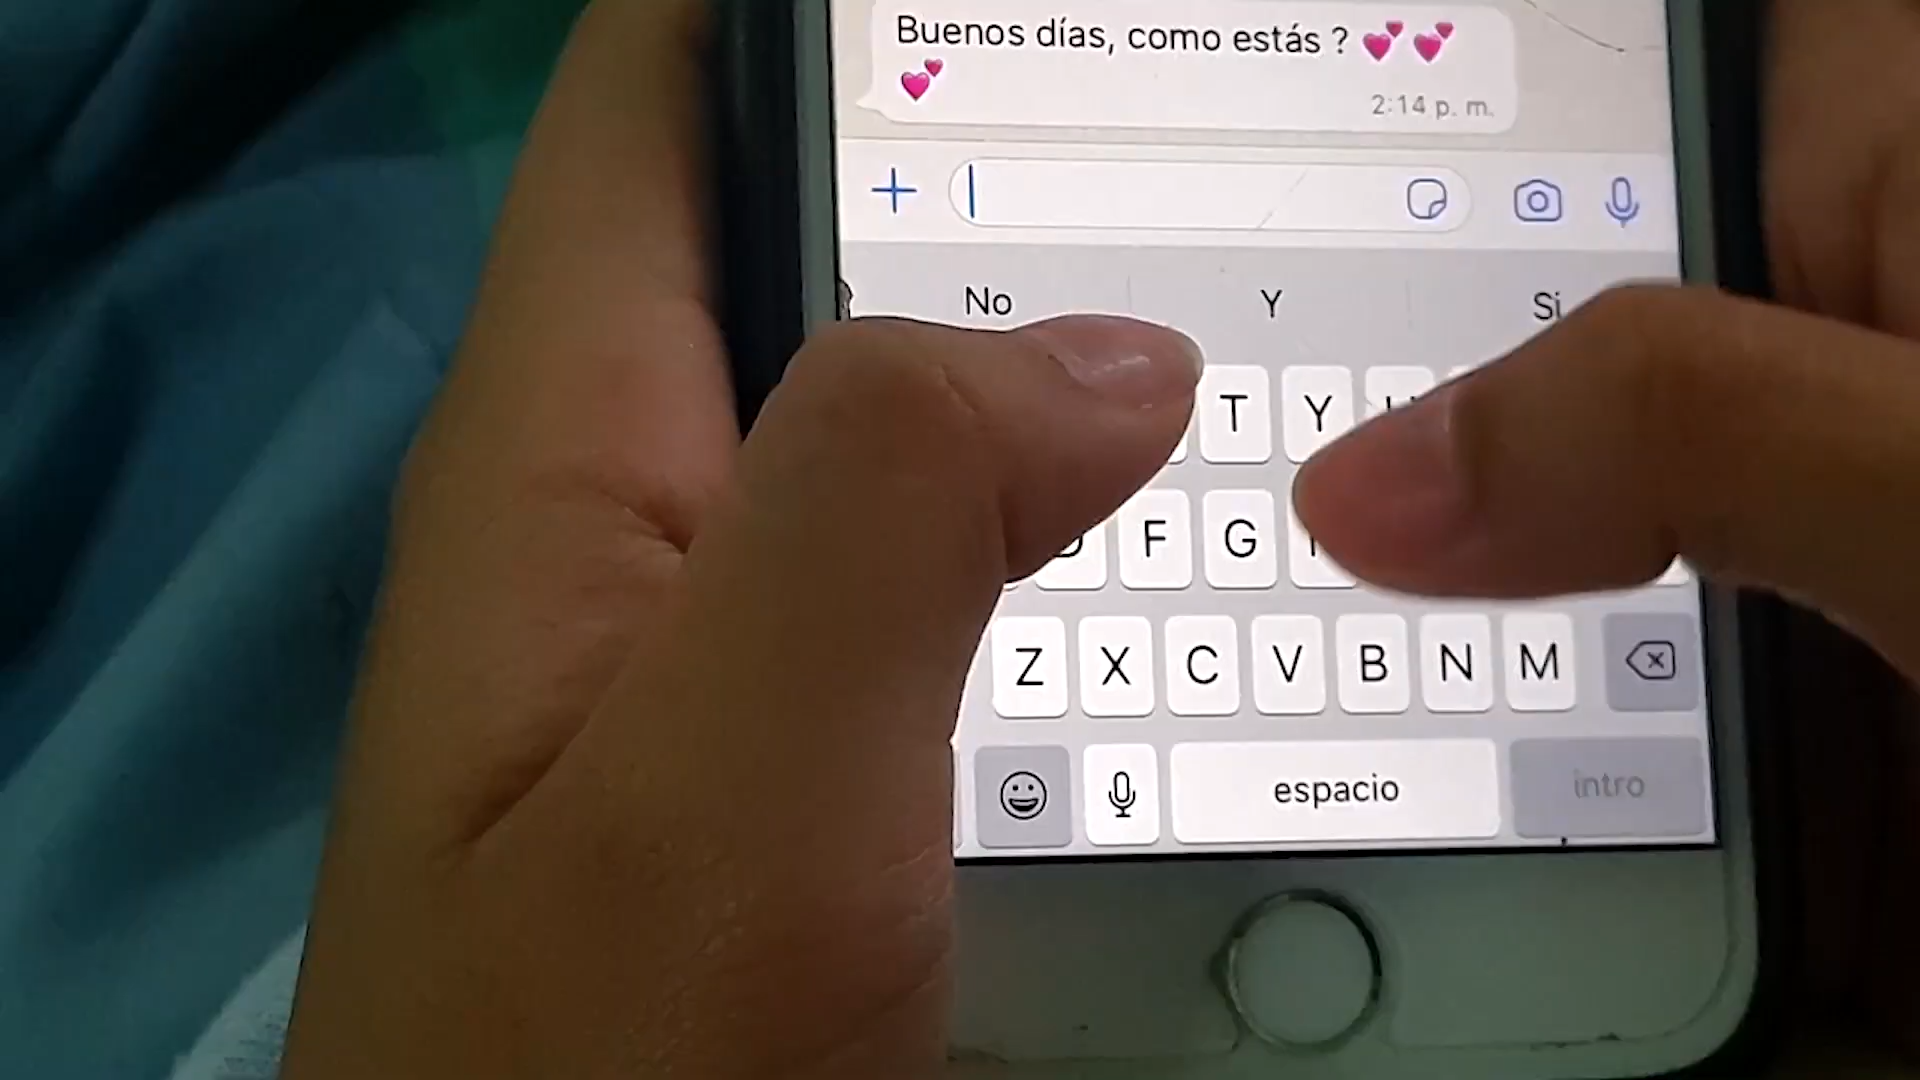 Buenos días, como estás ? 💕 💕
💕
2:14 p. m.
No Y Si
T Y
F G
Z X C V B N M
espacio intro